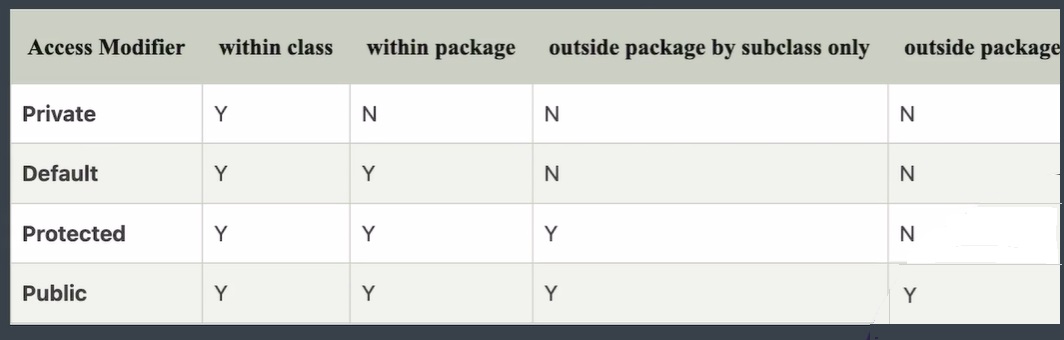 Access Modifier within class within package outside package by subclass only outside package
Private Y N N N
Default Y Y N N
Protected Y Y Y N
Public Y Y Y Y